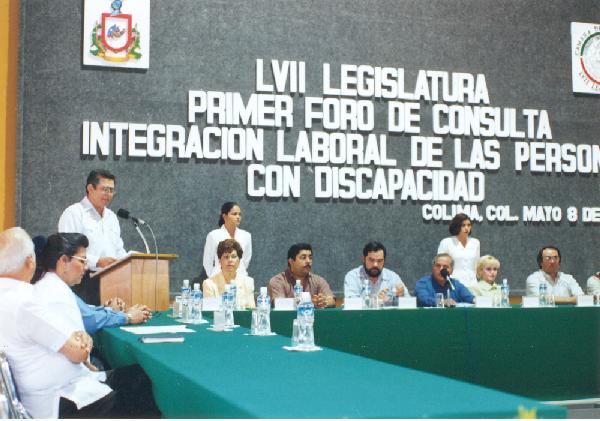 LVII LEGISLATURA
PRIMER FORO DE CONSULTA
INTEGRACION LABORAL DE LAS PERSON
CON DISCAPACIDAD
COLIMA, COL. MAYO 8 DE